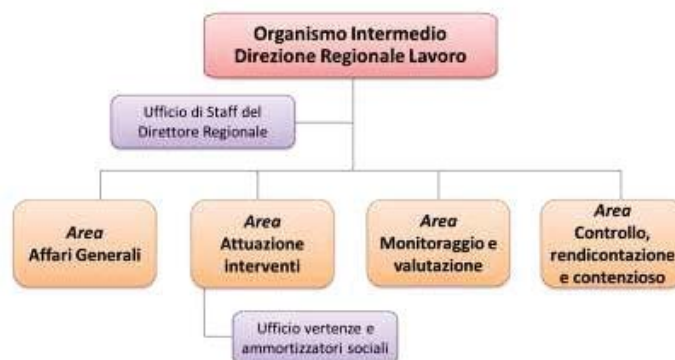 Organismo Intermedio
Direzione Regionale Lavoro
Ufficio di Staff del
Direttore Regionale
Area
Affari Generali
Area
Attuazione
interventi
Area
Monitoraggio e
valutazione
Area
Controllo,
rendicontazione
e contenzioso
Ufficio vertenze e
ammortizzatori sociali